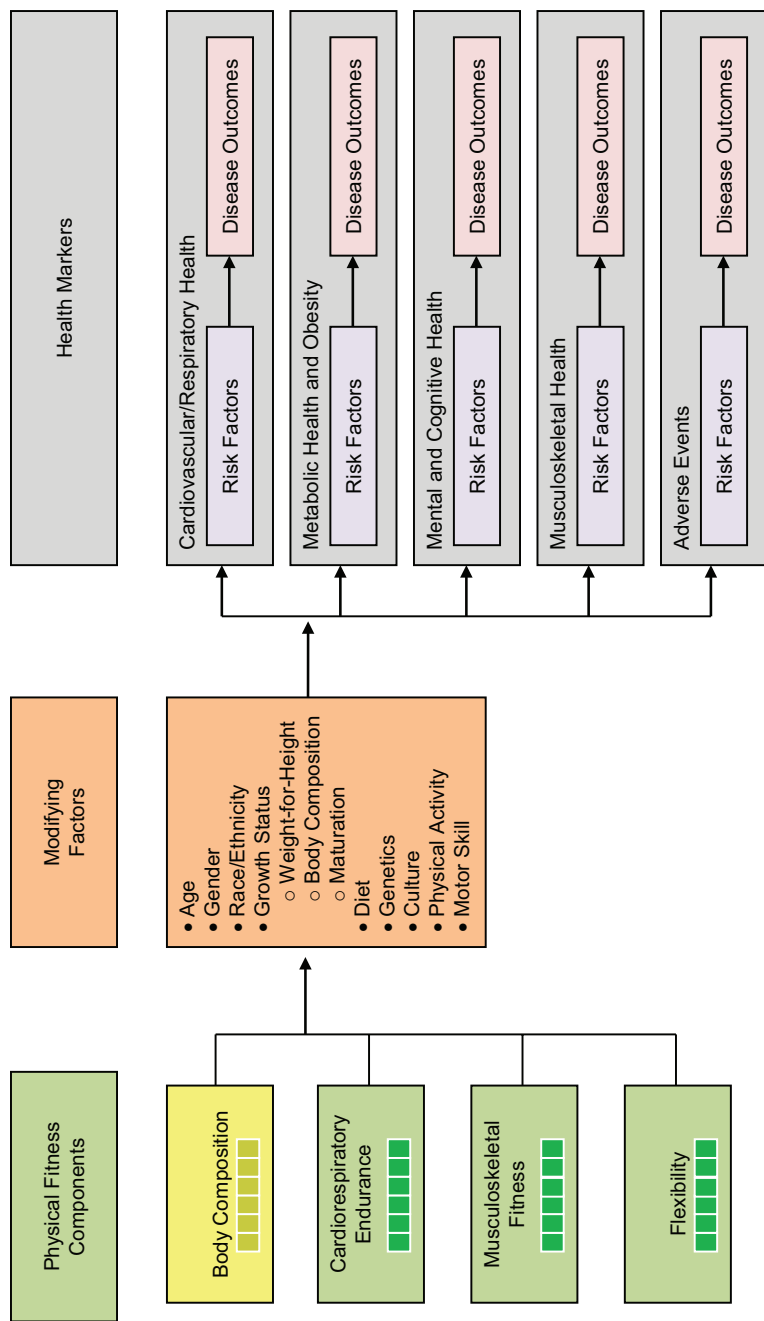 Physical Fitness
Components
Body Composition
Cardiorespiratory
Endurance
Musculoskeletal
Fitness
Flexibility
Modifying
Factors
• Age
• Gender
• Race/Ethnicity
• Growth Status
○ Weight-for-Height
○ Body Composition
○ Maturation
• Diet
• Genetics
• Culture
• Physical Activity
• Motor Skill
Health Markers
Cardiovascular/Respiratory Health
Risk Factors
Disease Outcomes
Metabolic Health and Obesity
Risk Factors
Disease Outcomes
Mental and Cognitive Health
Risk Factors
Disease Outcomes
Musculoskeletal Health
Risk Factors
Disease Outcomes
Adverse Events
Risk Factors
Disease Outcomes